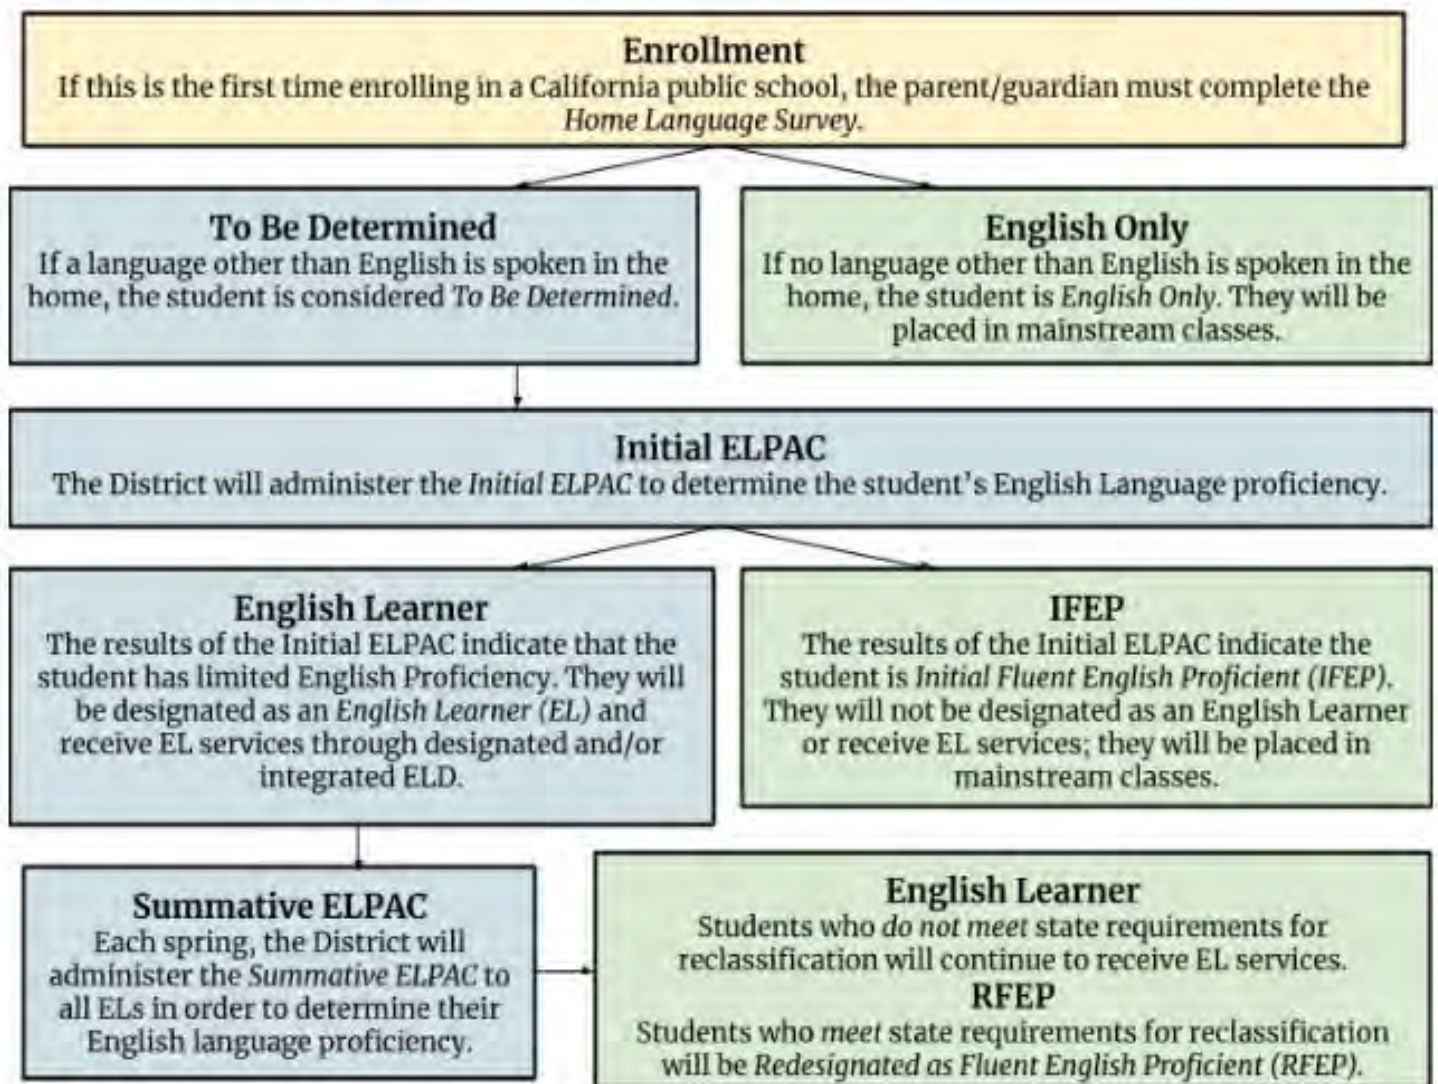 Enrollment
If this is the first time enrolling in a California public school, the parent/guardian must complete the
Home Language Survey.
To Be Determined
If a language other than English is spoken in the
home, the student is considered To Be Determined.
English Only
If no language other than English is spoken in the
home, the student is English Only. They will be
placed in mainstream classes.
Initial ELPAC
The District will administer the Initial ELPAC to determine the student's English Language proficiency.
English Learner
The results of the Initial ELPAC indicate that the
student has limited English Proficiency. They will
be designated as an English Learner (EL) and
receive EL services through designated and/or
integrated ELD.
IFEP
The results of the Initial ELPAC indicate the
student is Initial Fluent English Proficient (IFEP).
They will not be designated as an English Learner
or receive EL services; they will be placed in
mainstream classes.
Summative ELPAC
Each spring, the District will
administer the Summative ELPAC to
all ELs in order to determine their
English language proficiency.
English Learner
Students who do not meet state requirements for
reclassification will continue to receive EL services.
RFEP
Students who meet state requirements for reclassification
will be Redesignated as Fluent English Proficient (RFEP).